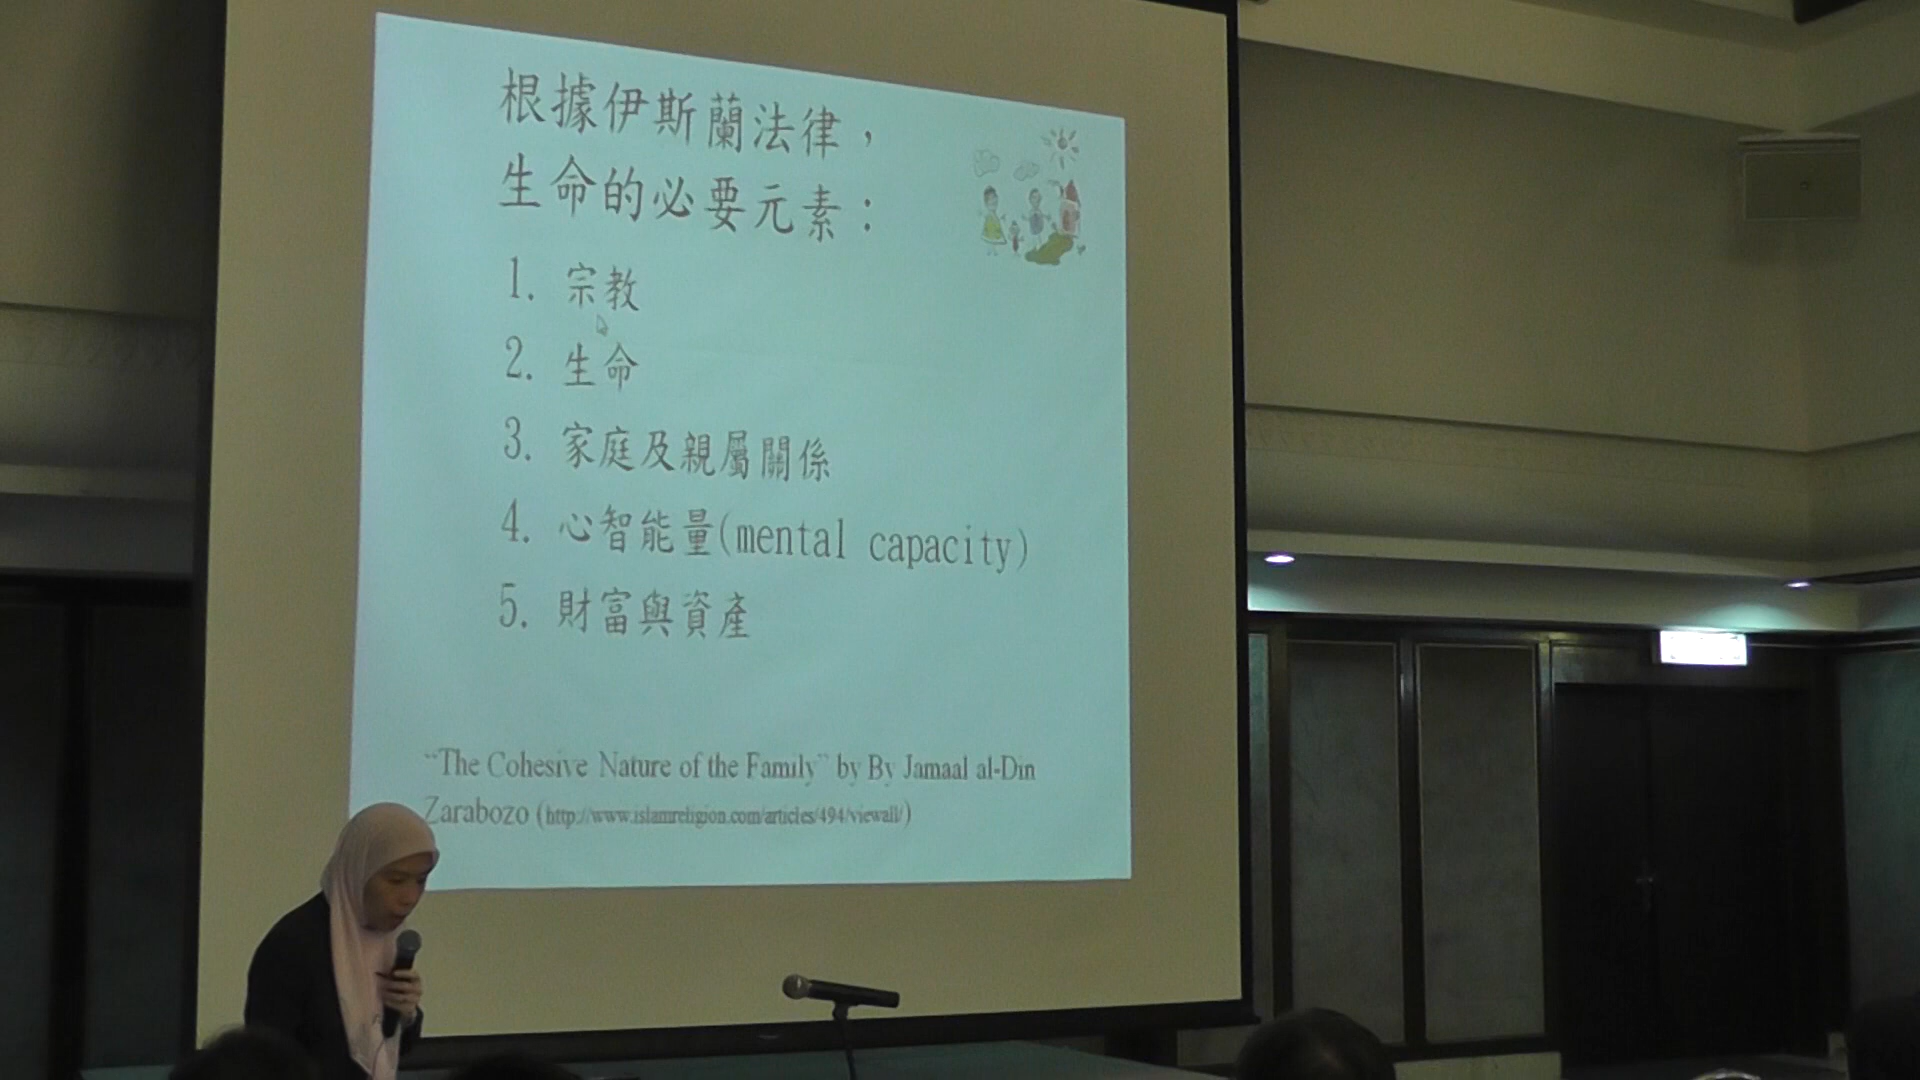 根據伊斯蘭法律，
生命的必要元素：
1. 宗教
2. 生命
3. 家庭及親屬關係
4. 心智能量(mental capacity)
5. 財富與資產
“The Cohesive Nature of the Family” by By Jamaal al-Din
Zarabozo (http://www.islamreligion.com/articles/494/viewall/)